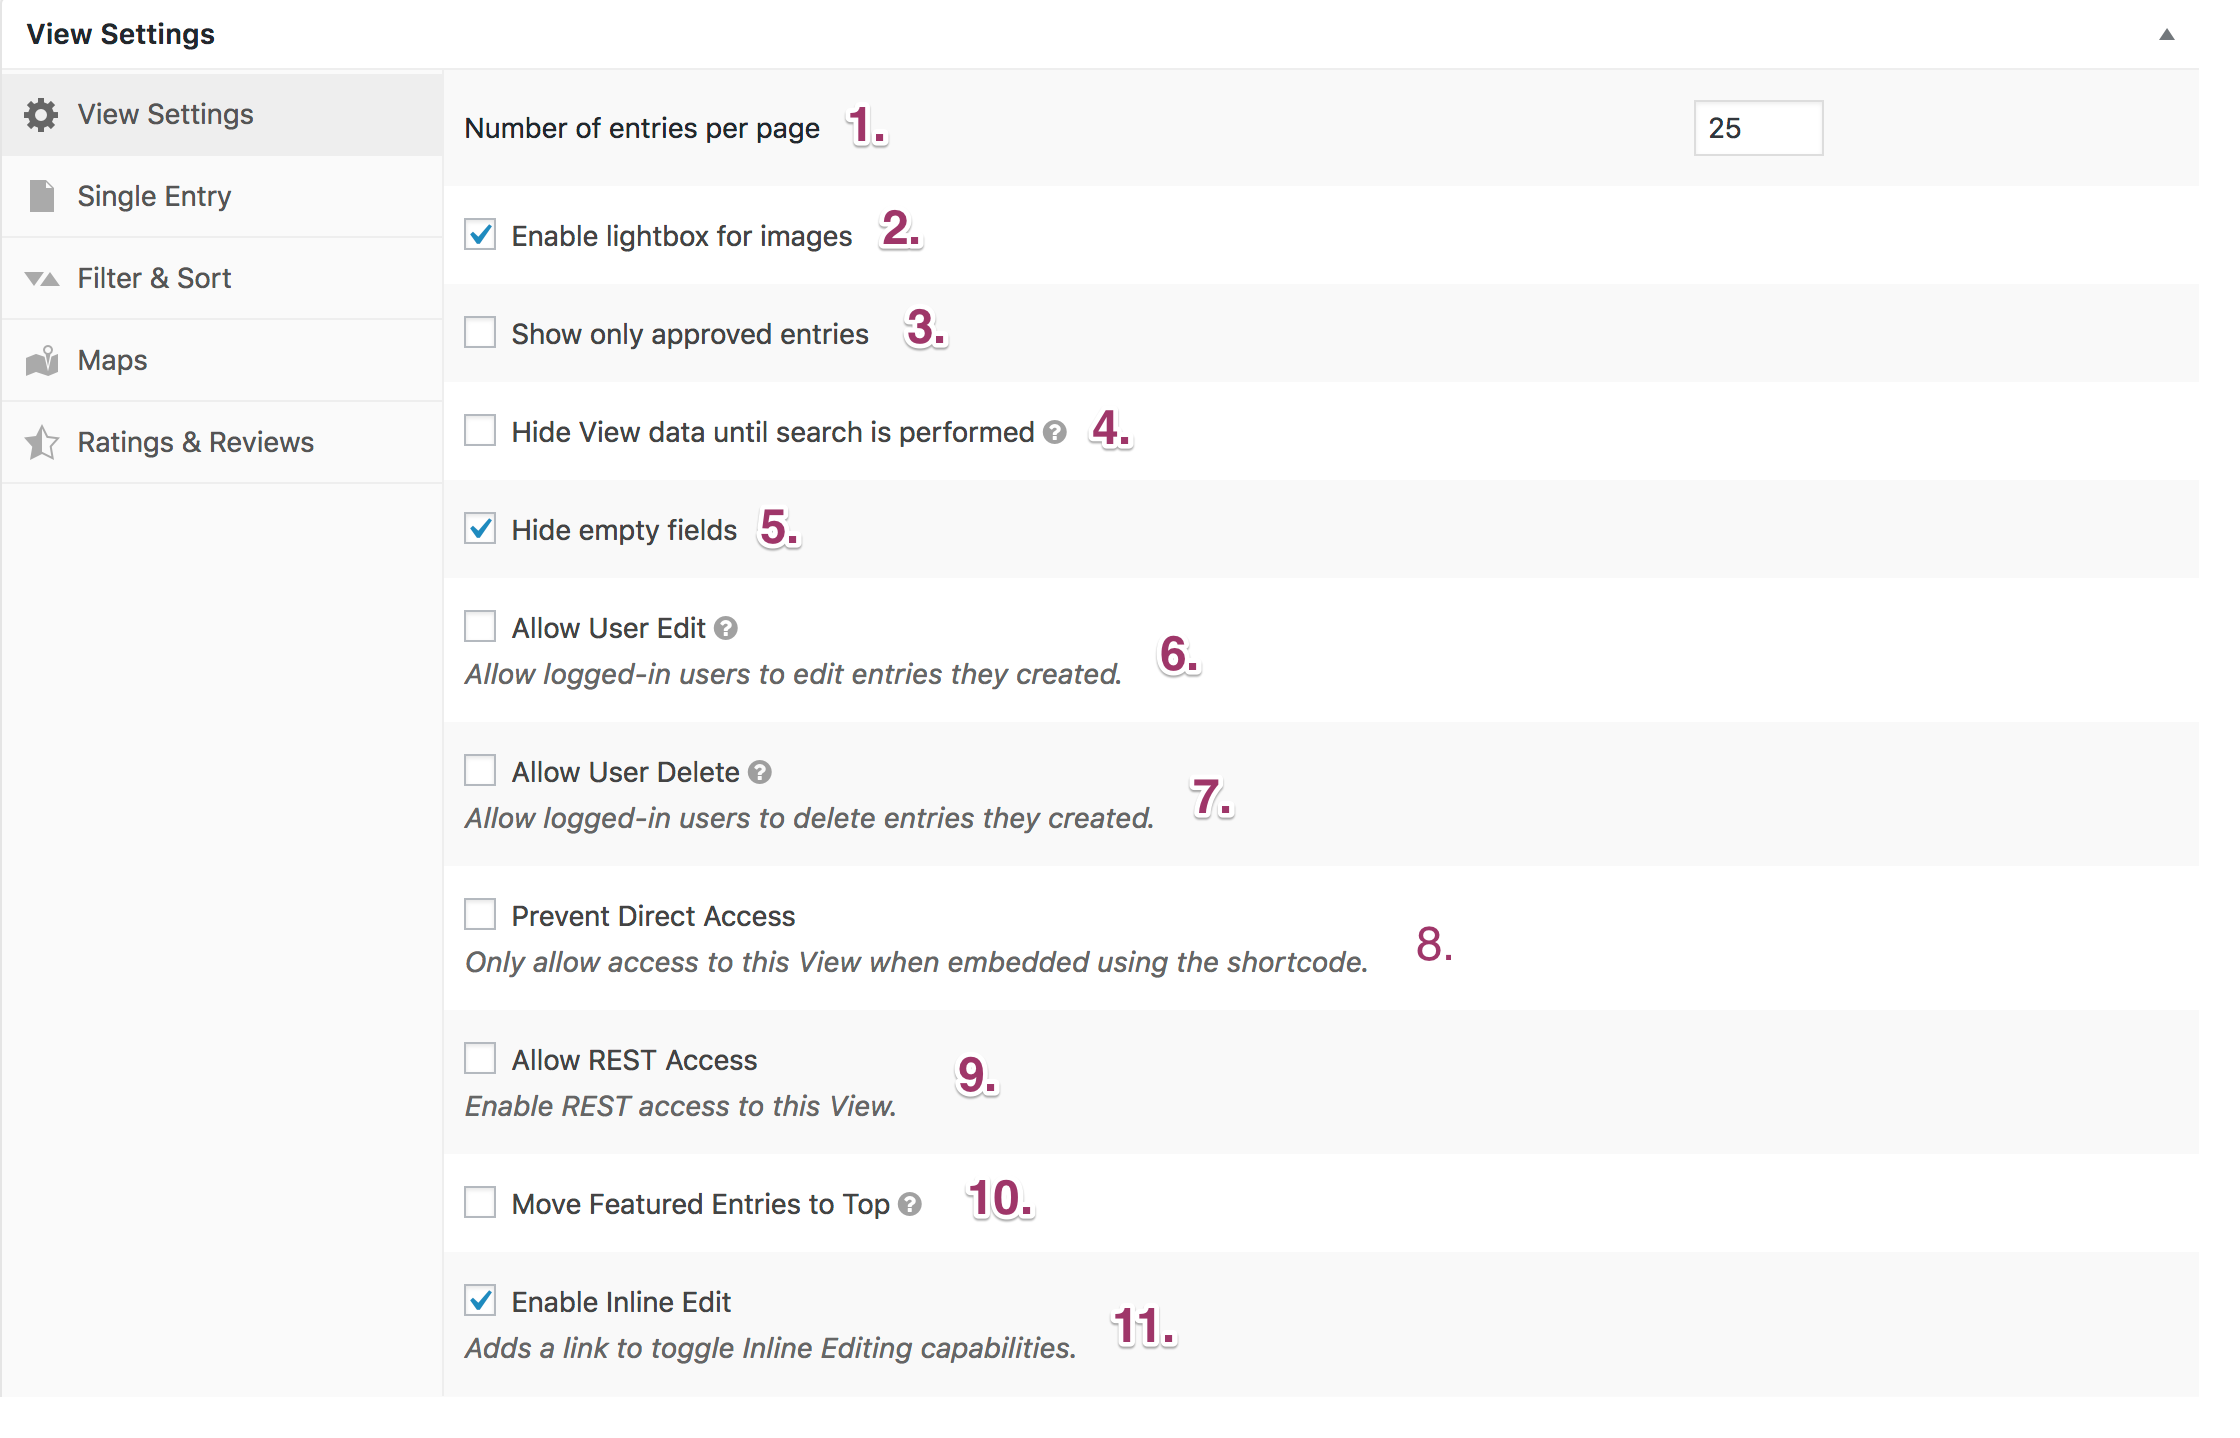 View Settings
View Settings
Single Entry
Filter & Sort
Maps
Ratings & Reviews
Number of entries per page 1. 25
Enable lightbox for images 2.
Show only approved entries 3.
Hide View data until search is performed ? 4.
Hide empty fields 5.
Allow User Edit ?
Allow logged-in users to edit entries they created. 6.
Allow User Delete ?
Allow logged-in users to delete entries they created. 7.
Prevent Direct Access
Only allow access to this View when embedded using the shortcode. 8.
Allow REST Access
Enable REST access to this View. 9.
Move Featured Entries to Top ? 10.
Enable Inline Edit
Adds a link to toggle Inline Editing capabilities. 11.